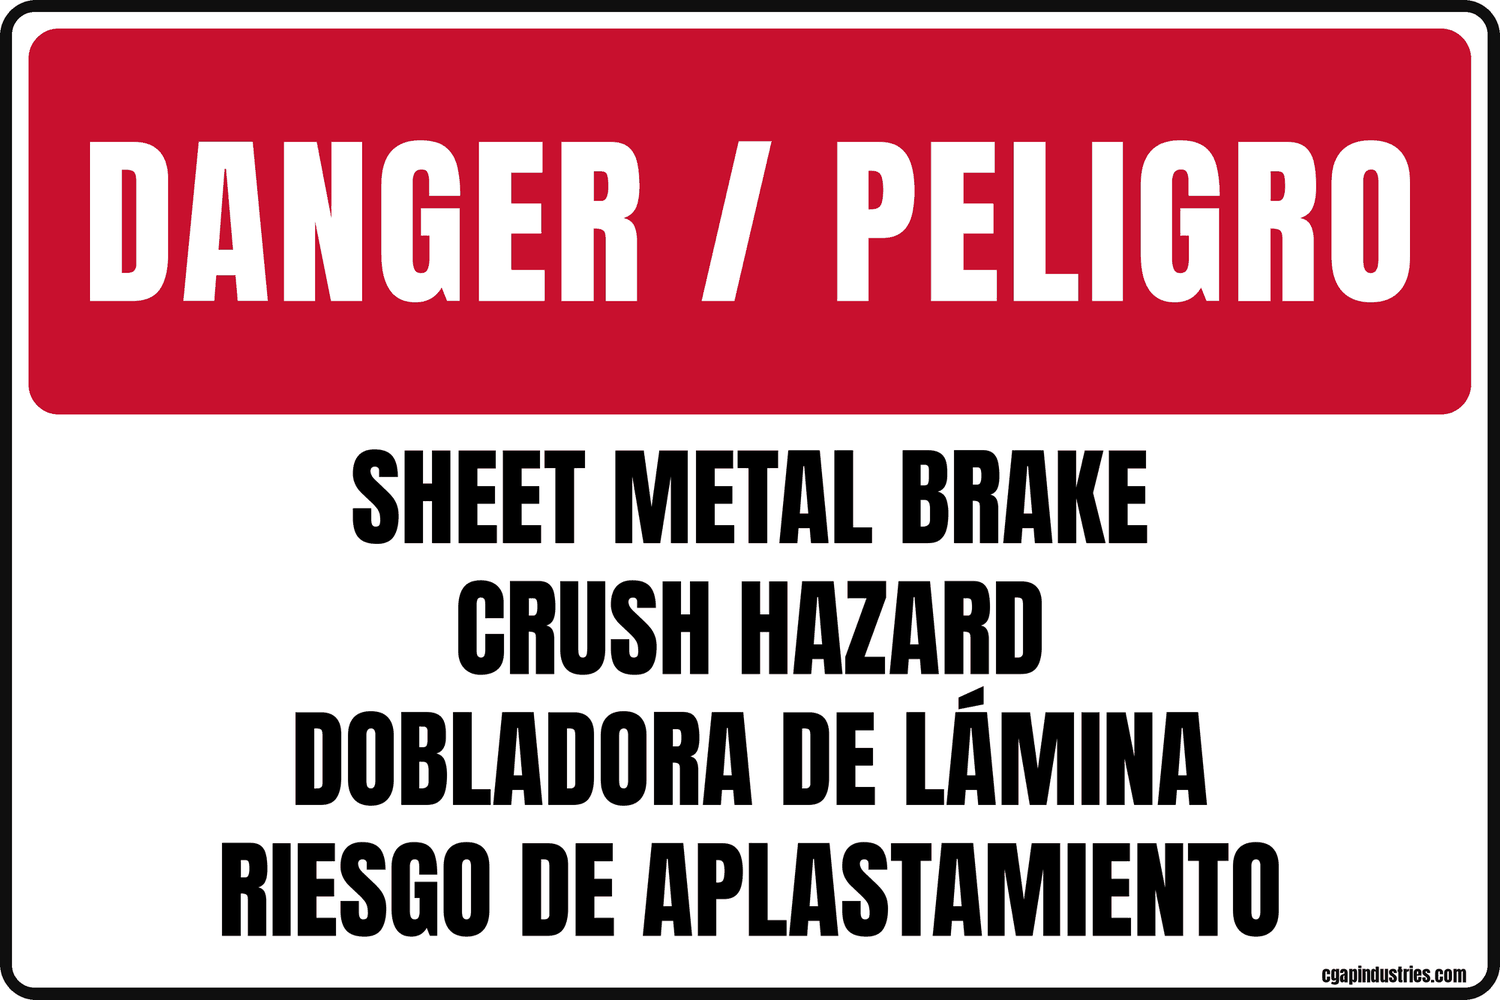 DANGER / PELIGRO
SHEET METAL BRAKE
CRUSH HAZARD
DOBLADORA DE LÁMINA
RIESGO DE APLASTAMIENTO
cgapindustries.com